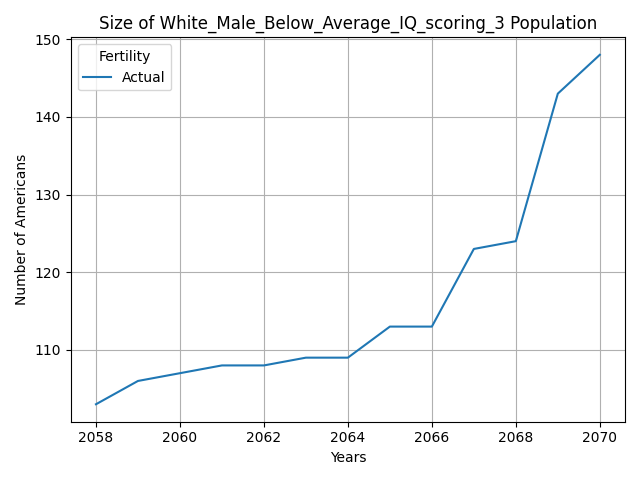 Size of White_Male_Below_Average_IQ_scoring_3 Population
Fertility
Actual
Number of Americans
150
140
130
120
110
2058 2060 2062 2064 2066 2068 2070
Years